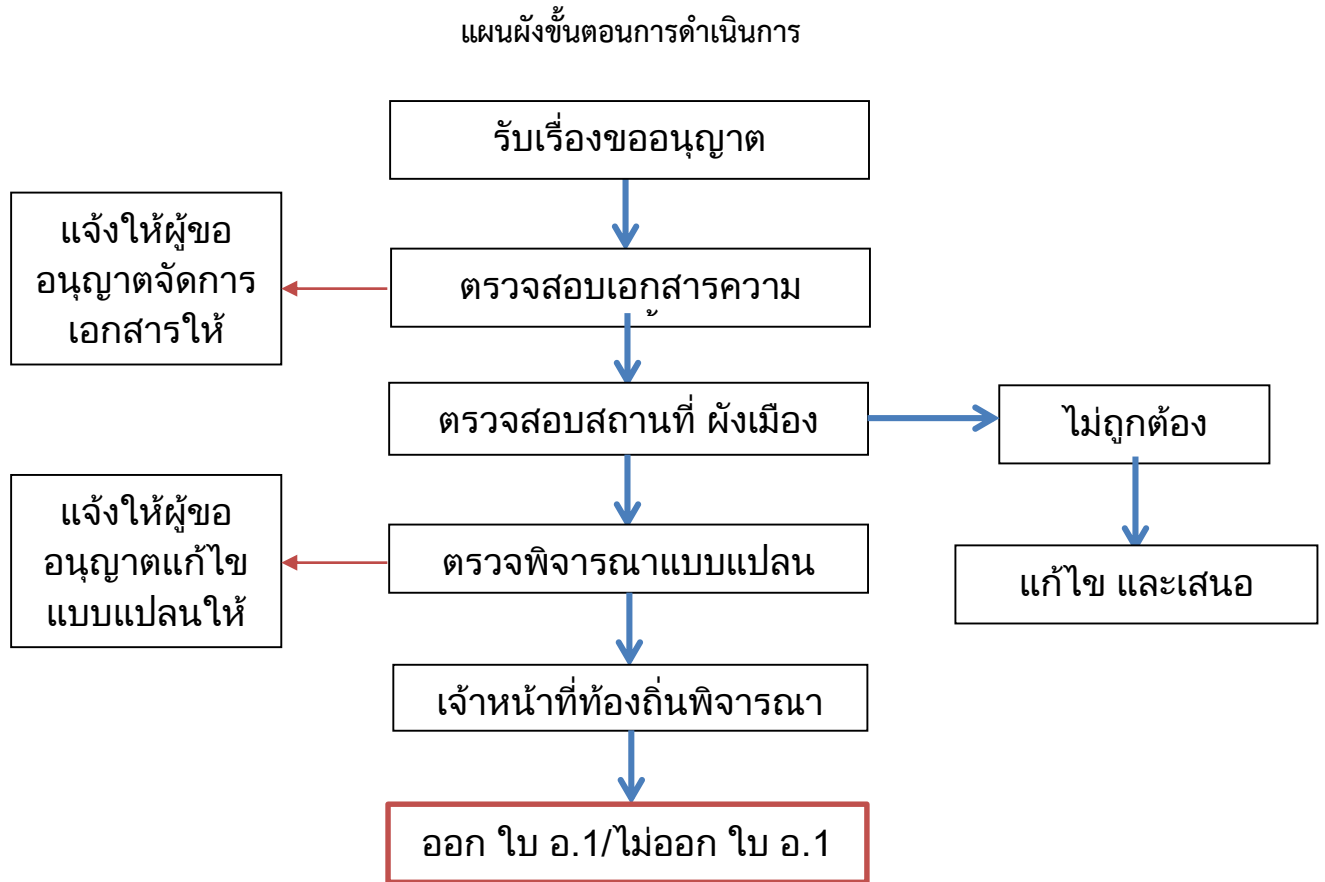 แผนผังขั้นตอนการดำเนินการ
รับเรื่องขออนุญาต
แจ้งให้ผู้ขอ
อนุญาตจัดการ
เอกสารให้
ตรวจสอบเอกสารความ
ตรวจสอบสถานที่ ผังเมือง
ไม่ถูกต้อง
แจ้งให้ผู้ขอ
อนุญาตแก้ไข
แบบแปลนให้
ตรวจพิจารณาแบบแปลน
แก้ไข และเสนอ
เจ้าหน้าที่ท้องถิ่นพิจารณา
ออก ใบ อ.1/ไม่ออก ใบ อ.1